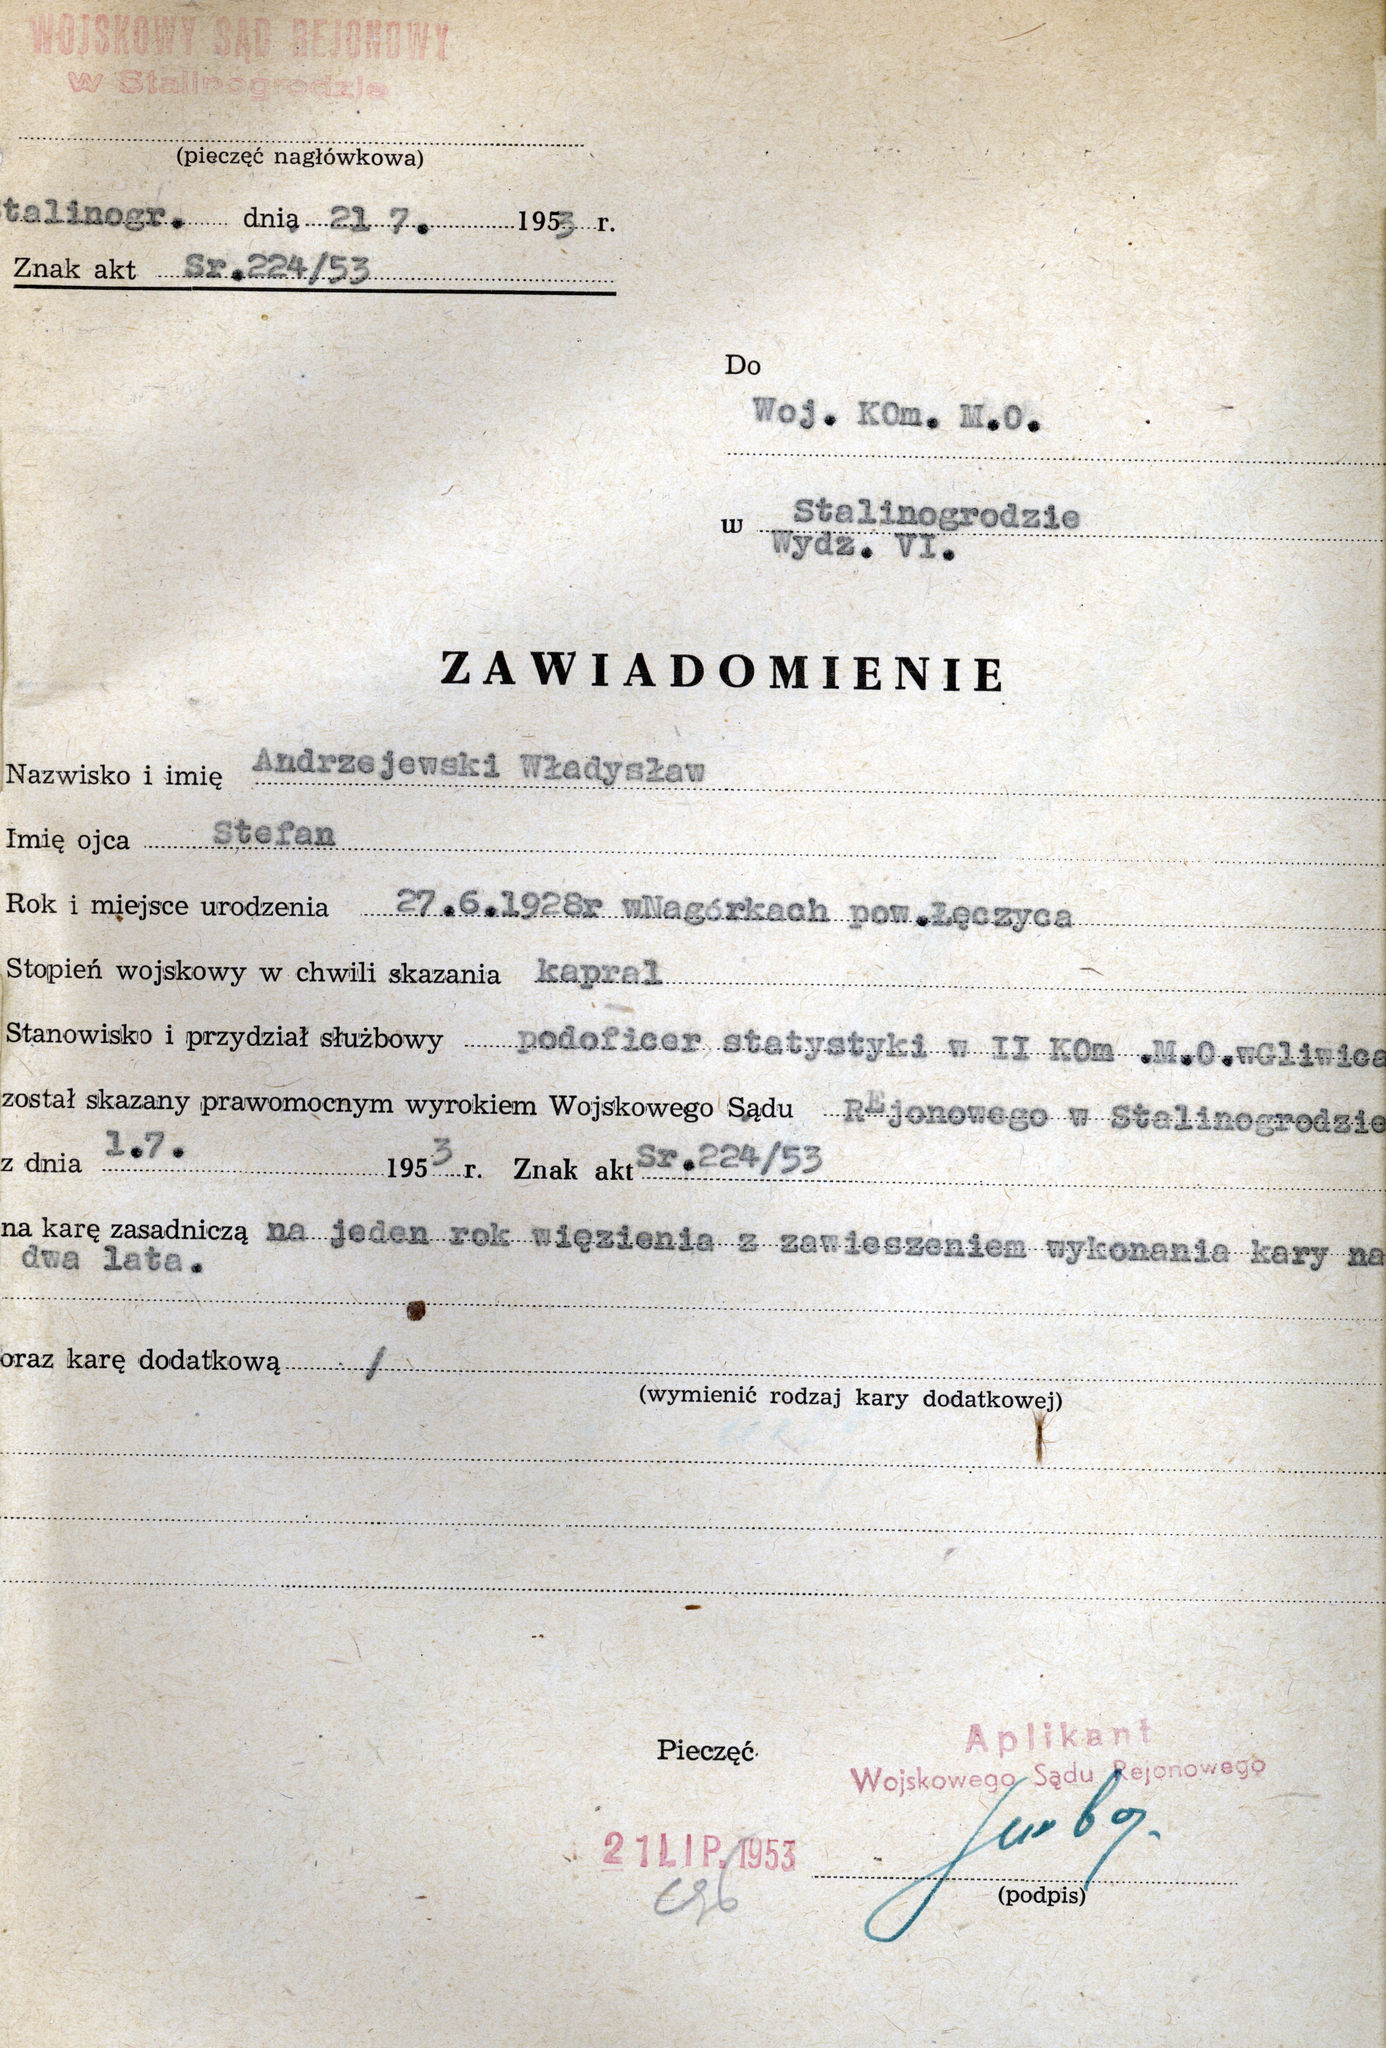 WOJSKOWY SĄD REJONOWY
w Stalinogrodzie
(pieczęć nagłówkowa)
Stalinogr. dnia 21 7. 1953 r.
Znak akt Sr.224/53
Do
Woj. KOm. M.O.
w Stalinogrodzie
Wydz. VI.
ZAWIADOMIENIE
Nazwisko i imię Andrzejewski Władysław
Imię ojca Stefan
Rok i miejsce urodzenia 27.6.1928r wNagórkach pow.Łęczyca
Stopień wojskowy w chwili skazania kapral
Stanowisko i przydział służbowy podoficer statystyki w II KOm .M.O.wGliwica
został skazany prawomocnym wyrokiem Wojskowego Sądu REjonowego w Stalinogrodzie
z dnia 1.7. 1953 r. Znak akt Sr.224/53
na karę zasadniczą na jeden rok więzienia z zawieszeniem wykonania kary na
dwa lata.
oraz karę dodatkową /
(wymienić rodzaj kary dodatkowej)
Pieczęć
Aplikant
Wojskowego Sądu Rejonowego
21 LIP. 1953
(podpis)